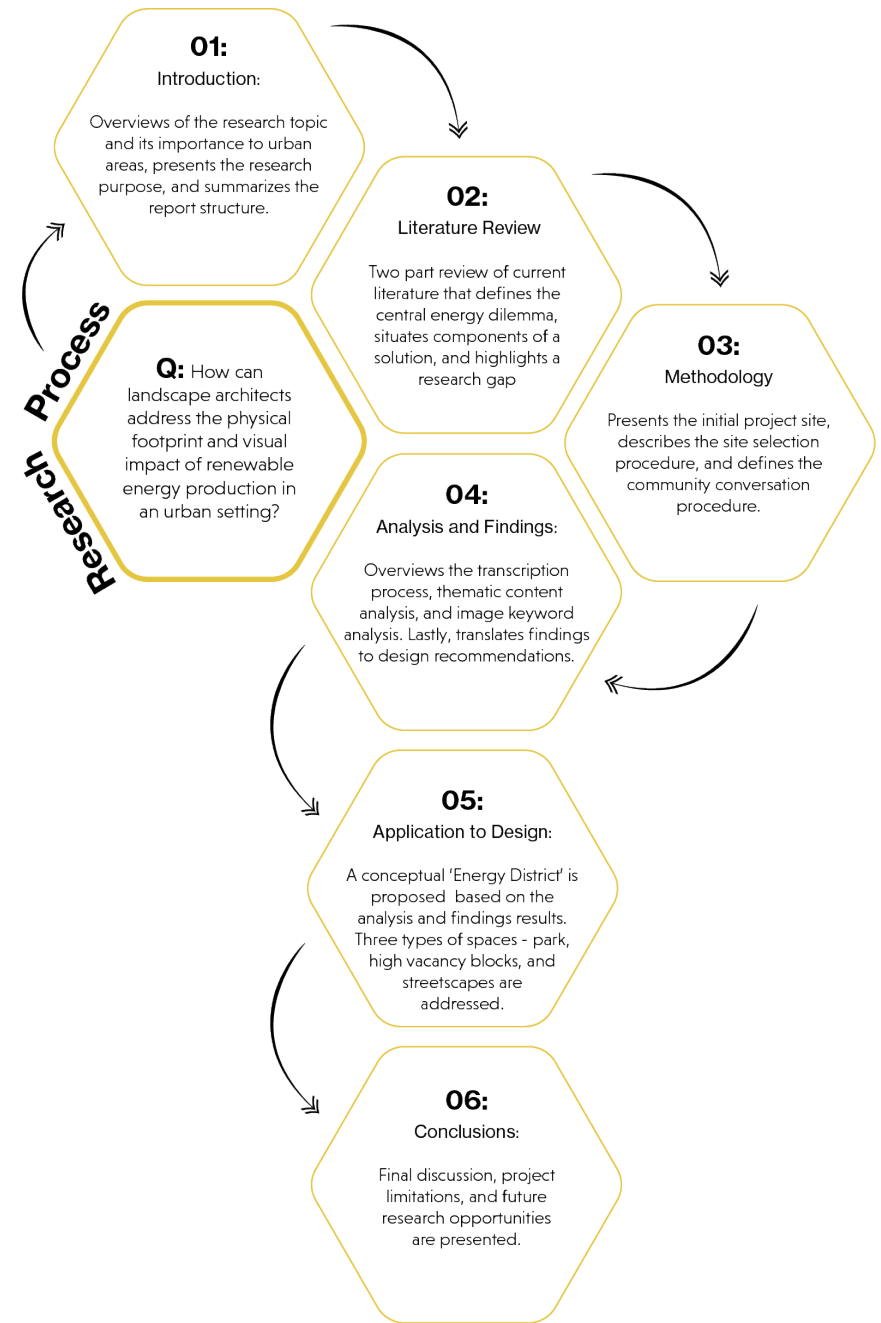 01:
Introduction:
Overviews of the research topic
and its importance to urban
areas, presents the research
purpose, and summarizes the
report structure.
02:
Literature Review
Two part review of current
literature that defines the
central energy dilemma,
situates components of a
solution, and highlights a
research gap
03:
Methodology
Presents the initial project site,
describes the site selection
procedure, and defines the
community conversation
procedure.
Research Process
Q: How can
landscape architects
address the physical
footprint and visual
impact of renewable
energy production in
an urban setting?
04:
Analysis and Findings:
Overviews the transcription
process, thematic content
analysis, and image keyword
analysis. Lastly, translates findings
to design recommendations.
05:
Application to Design:
A conceptual ‘Energy District’ is
proposed based on the
analysis and findings results.
Three types of spaces - park,
high vacancy blocks, and
streetscapes are
addressed.
06:
Conclusions:
Final discussion, project
limitations, and future
research opportunities
are presented.